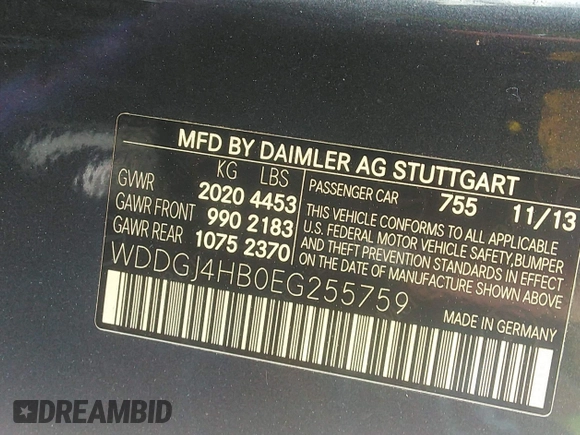 MFD BY DAIMLER AG STUTTGART
KG LBS
GVWR 2020 4453
GAWR FRONT 990 2183
GAWR REAR 1075 2370
PASSENGER CAR 755 11/13
THIS VEHICLE CONFORMS TO ALL APPLICABLE
U.S. FEDERAL MOTOR VEHICLE SAFETY, BUMPER
AND THEFT PREVENTION STANDARDS IN EFFECT
ON THE DATE OF MANUFACTURE SHOWN ABOVE
WDDGJ4HB0EG255759
MADE IN GERMANY
DREAMBID